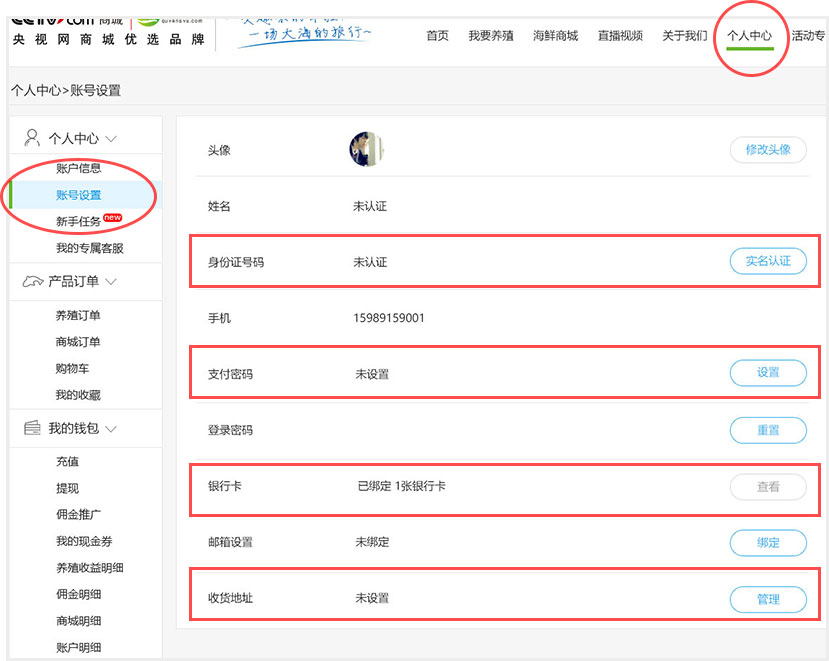 商城
央视网商城优选品牌
一场大海的旅行~
首页 我要养殖 海鲜商城 直播视频 关于我们 个人中心 活动专
个人中心>账号设置
个人中心
账户信息
账号设置
新手任务 new
我的专属客服
产品订单
养殖订单
商城订单
购物车
我的收藏
我的钱包
充值
提现
佣金推广
我的现金券
养殖收益明细
佣金明细
商城明细
账户明细
头像 修改头像
姓名 未认证
身份证号码 未认证 实名认证
手机 15989159001
支付密码 未设置 设置
登录密码 重置
银行卡 已绑定 1张银行卡 查看
邮箱设置 未绑定 绑定
收货地址 未设置 管理